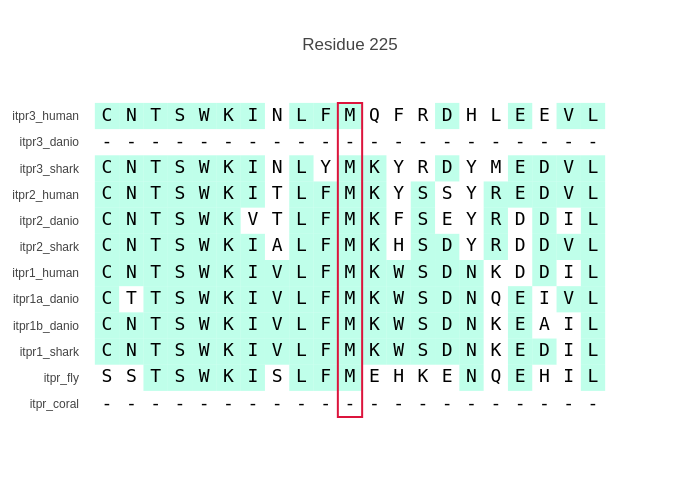 Residue 225
itpr3_human C N T S W K I N L F M Q F R D H L E E V L
itpr3_danio - - - - - - - - - - - - - - - - - - - - -
itpr3_shark C N T S W K I N L Y M K Y R D Y M E D V L
itpr2_human C N T S W K I T L F M K Y S S Y R E D V L
itpr2_danio C N T S W K V T L F M K F S E Y R D D I L
itpr2_shark C N T S W K I A L F M K H S D Y R D D V L
itpr1_human C N T S W K I V L F M K W S D N K D D I L
itpr1a_danio C T T S W K I V L F M K W S D N Q E I V L
itpr1b_danio C N T S W K I V L F M K W S D N K E A I L
itpr1_shark C N T S W K I V L F M K W S D N K E D I L
itpr_fly S S T S W K I S L F M E H K E N Q E H I L
itpr_coral - - - - - - - - - - - - - - - - - - - - -